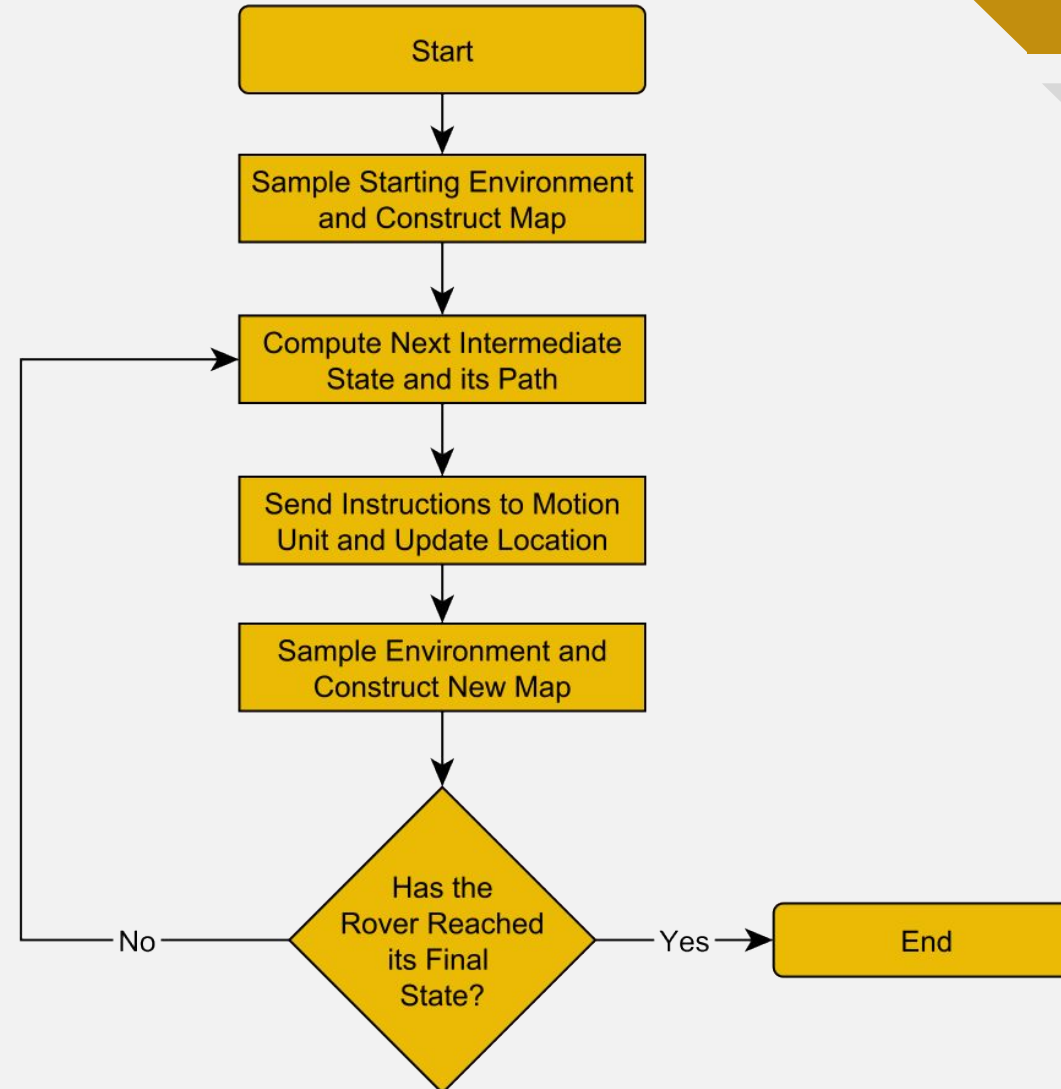 Start
Sample Starting Environment
and Construct Map
Compute Next Intermediate
State and its Path
Send Instructions to Motion
Unit and Update Location
Sample Environment and
Construct New Map
Has the
Rover Reached
its Final
State?
No
Yes
End